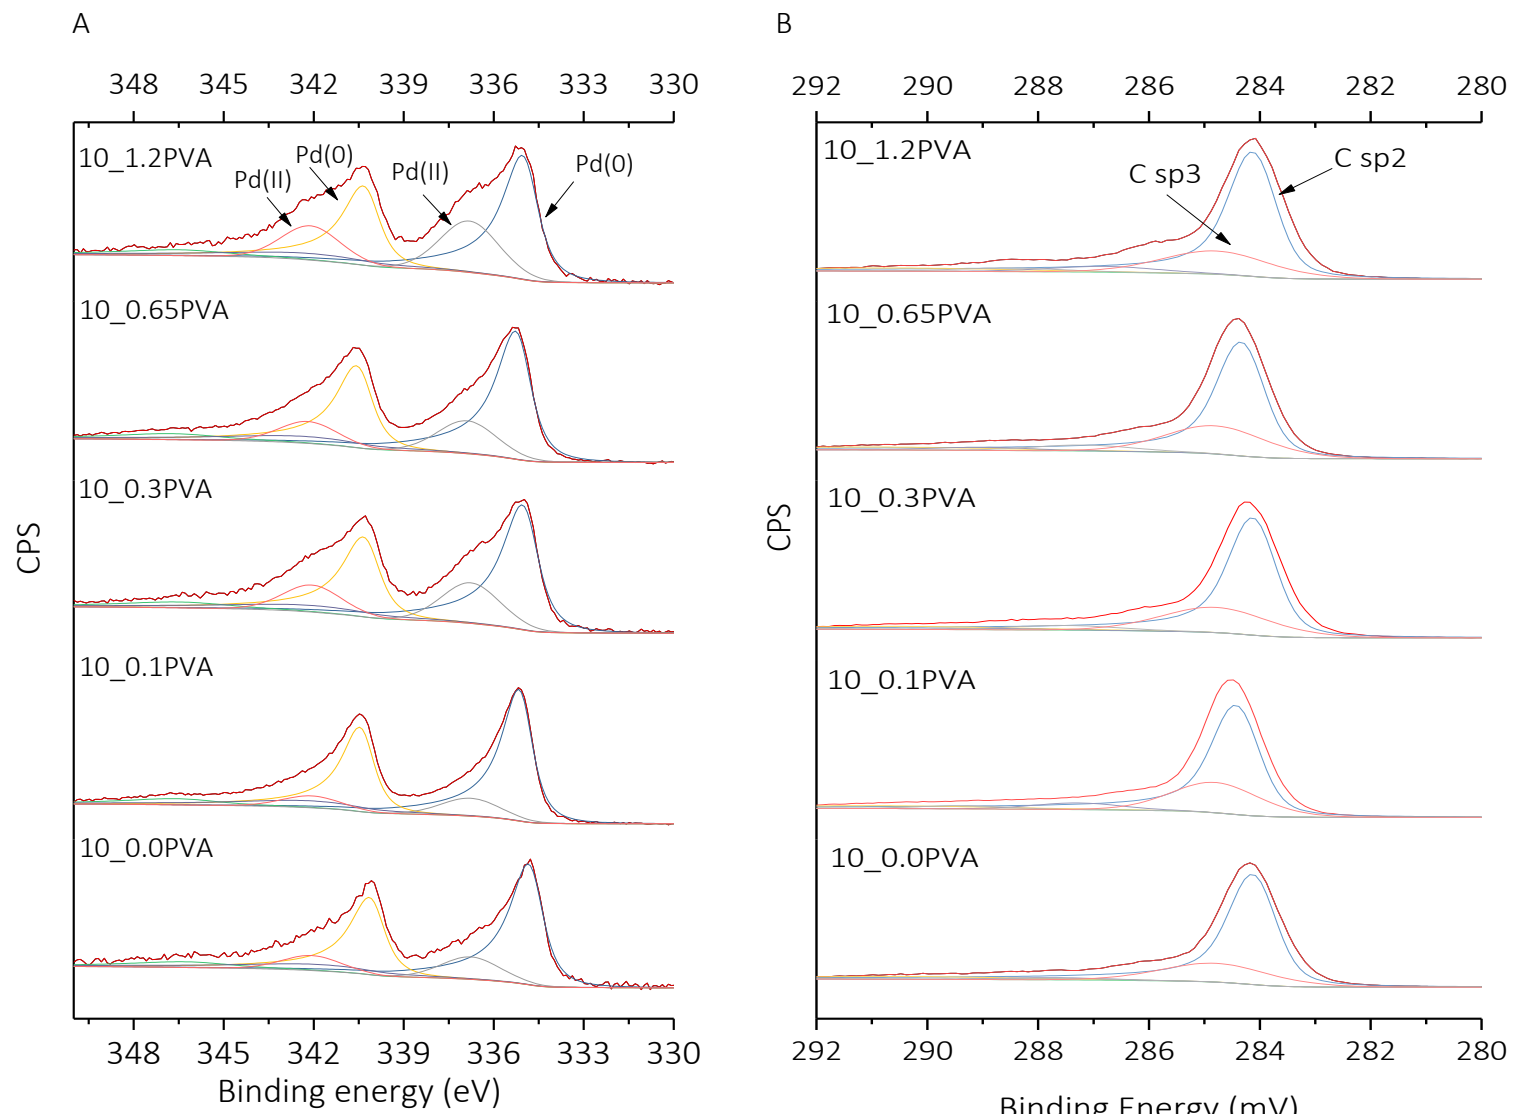 A
348 345 342 339 336 333 330
10_1.2PVA
Pd(II)
Pd(0)
Pd(II)
Pd(0)
10_0.65PVA
10_0.3PVA
10_0.1PVA
10_0.0PVA
CPS
348 345 342 339 336 333 330
Binding energy (eV)
B
292 290 288 286 284 282 280
10_1.2PVA
C sp3
C sp2
10_0.65PVA
10_0.3PVA
10_0.1PVA
10_0.0PVA
CPS
292 290 288 286 284 282 280
Binding Energy (mV)